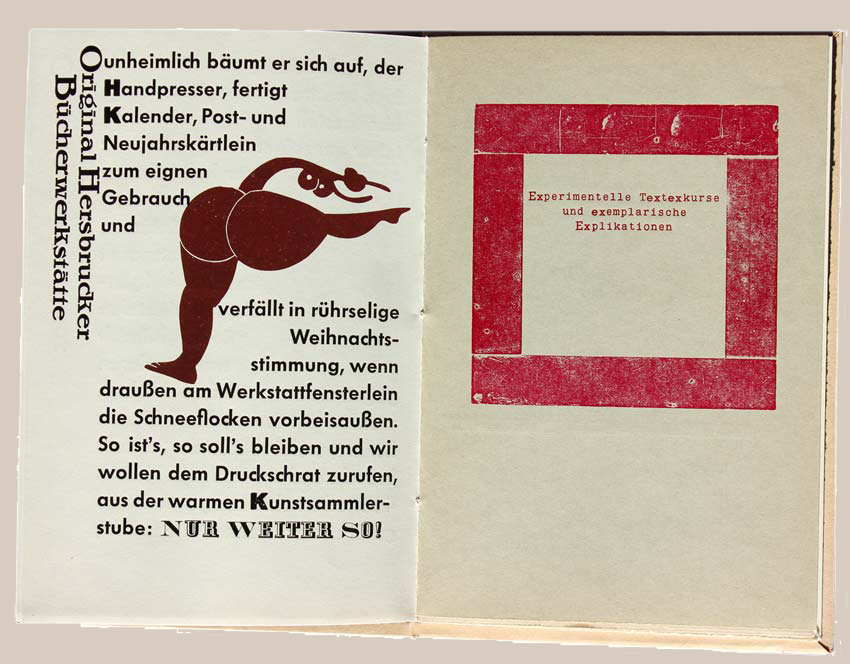 Original Hersbrucker
Bücherwerkstätte
Ounheimlich bäumt er sich auf, der
Handpresser, fertigt
Kalender, Post- und
Neujahrskärtlein
zum eignen
Gebrauch
und
verfällt in rührselige
Weihnachts-
stimmung, wenn
draußen am Werkstattfensterlein
die Schneeflocken vorbeisaußen.
So ist's, so soll's bleiben und wir
wollen dem Druckschrat zurufen,
aus der warmen Kunstsammler-
stube: NUR WEITER SO!
Experimentelle Textexkurse
und exemplarische
Explikationen